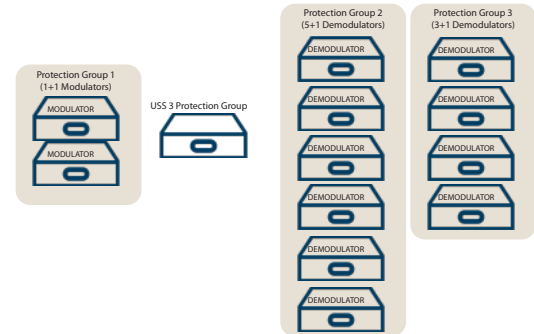 Protection Group 1
(1+1 Modulators)
MODULATOR
MODULATOR
USS 3 Protection Group
Protection Group 2
(5+1 Demodulators)
DEMODULATOR
DEMODULATOR
DEMODULATOR
DEMODULATOR
DEMODULATOR
DEMODULATOR
Protection Group 3
(3+1 Demodulators)
DEMODULATOR
DEMODULATOR
DEMODULATOR
DEMODULATOR